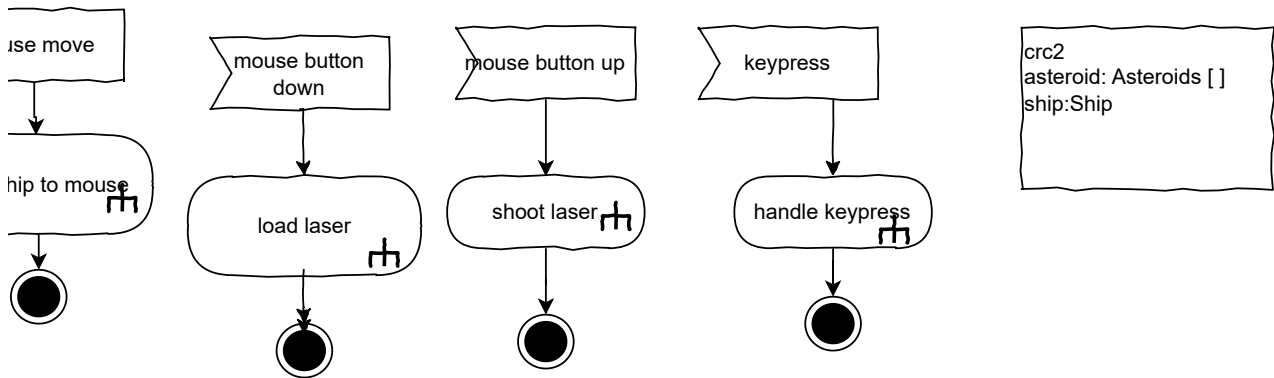 use move
hip to mouse
mouse button
down
load laser
mouse button up
shoot laser
keypress
handle keypress
crc2
asteroid: Asteroids [ ]
ship:Ship